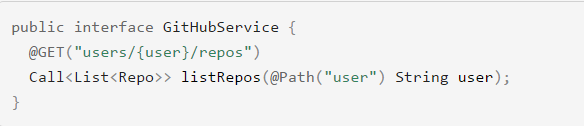 public interface GitHubService {
  @GET("users/{user}/repos")
  Call<List<Repo>> listRepos(@Path("user") String user);
}